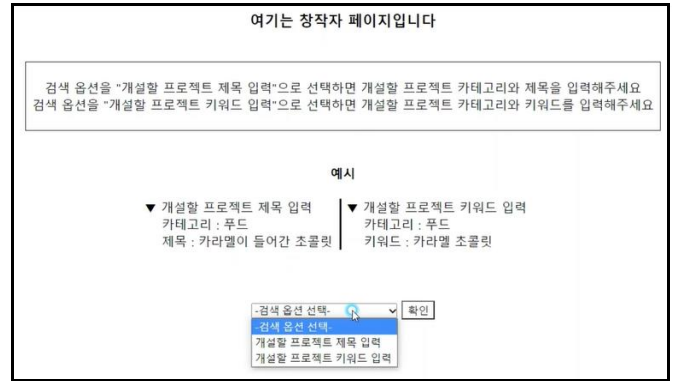 여기는 창작자 페이지입니다
검색 옵션을 "개설할 프로젝트 제목 입력"으로 선택하면 개설할 프로젝트 카테고리와 제목을 입력해주세요
검색 옵션을 "개설할 프로젝트 키워드 입력"으로 선택하면 개설할 프로젝트 카테고리와 키워드를 입력해주세요
예시
▼ 개설할 프로젝트 제목 입력
카테고리 : 푸드
제목 : 카라멜이 들어간 초콜릿
▼ 개설할 프로젝트 키워드 입력
카테고리 : 푸드
키워드 : 카라멜 초콜릿
-검색 옵션 선택-
확인
-검색 옵션 선택-
개설할 프로젝트 제목 입력
개설할 프로젝트 키워드 입력